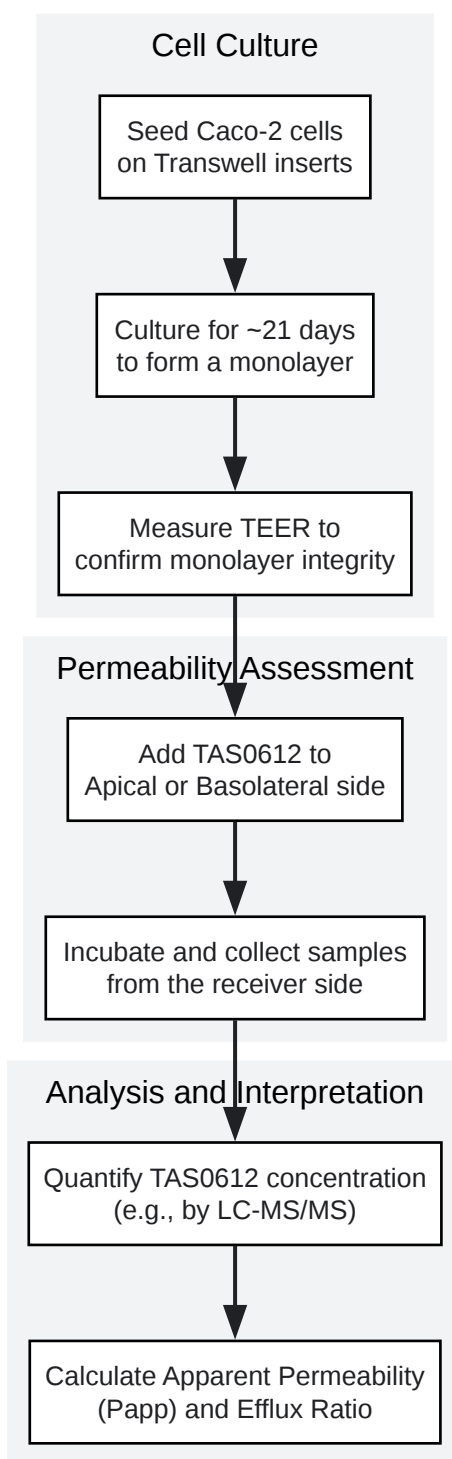 Cell Culture
Seed Caco-2 cells
on Transwell inserts
Culture for ~21 days
to form a monolayer
Measure TEER to
confirm monolayer integrity
Permeability Assessment
Add TAS0612 to
Apical or Basolateral side
Incubate and collect samples
from the receiver side
Analysis and Interpretation
Quantify TAS0612 concentration
(e.g., by LC-MS/MS)
Calculate Apparent Permeability
(Papp) and Efflux Ratio